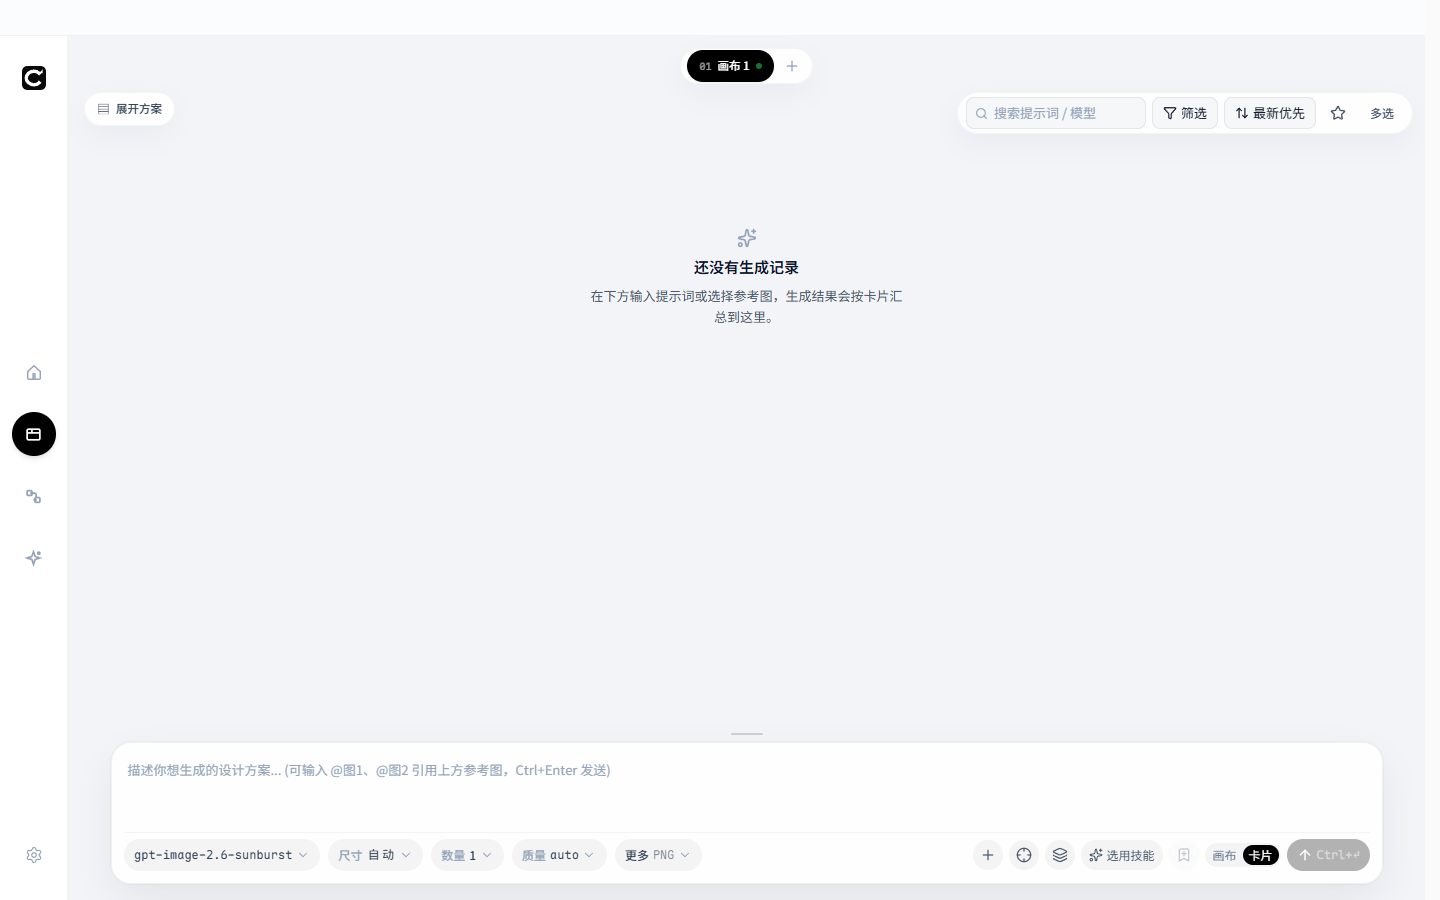 01 画布 1
展开方案
搜索提示词 / 模型
筛选
最新优先
多选
还没有生成记录
在下方输入提示词或选择参考图，生成结果会按卡片汇
总到这里。
描述你想生成的设计方案... (可输入 @图1、@图2 引用上方参考图，Ctrl+Enter 发送)
gpt-image-2.6-sunburst
尺寸 自动
数量 1
质量 auto
更多 PNG
选用技能
画布
卡片
Ctrl+↵